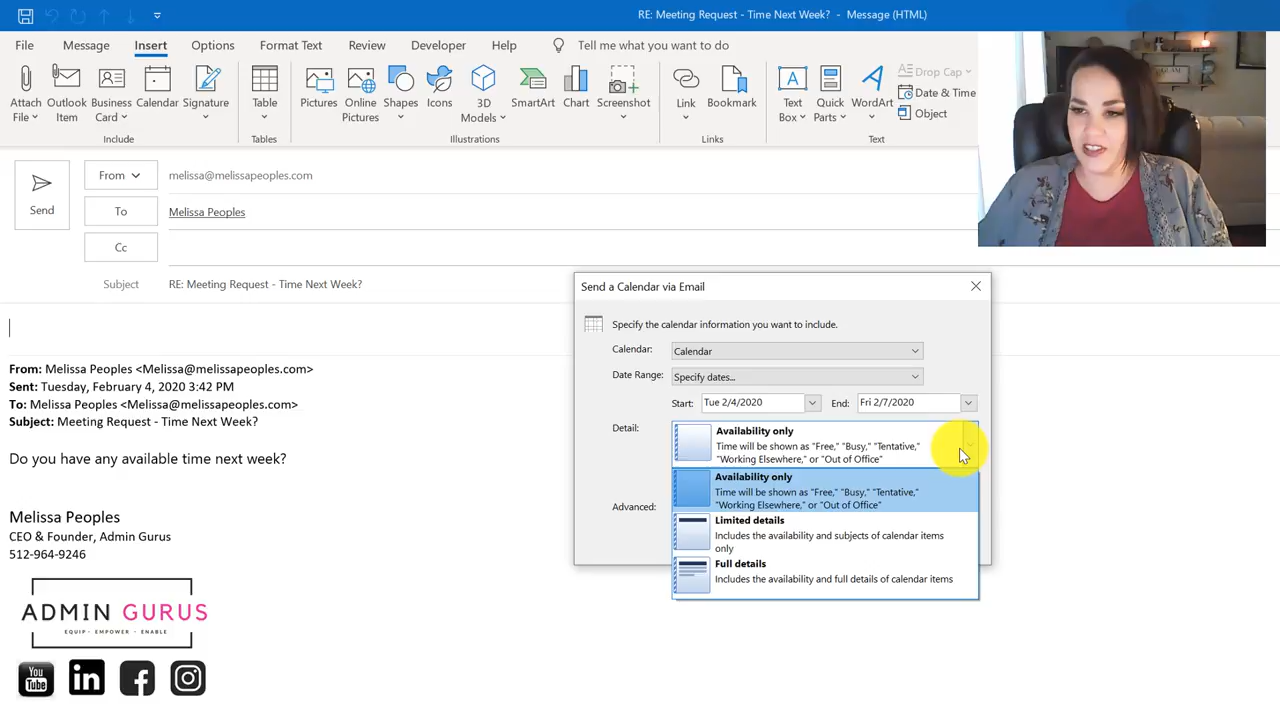 RE: Meeting Request - Time Next Week? - Message (HTML)
File Message Insert Options Format Text Review Developer Help Tell me what you want to do
Attach File
Outlook Item
Business Card
Calendar
Signature
Include
Table
Tables
Pictures
Online Pictures
Shapes
Icons
3D Models
SmartArt
Chart
Screenshot
Illustrations
Link
Bookmark
Links
A
Text Box
Quick Parts
WordArt
Drop Cap
Date & Time
Object
Text
Send
From melissa@melissapeoples.com
To Melissa Peoples
Cc
Subject RE: Meeting Request - Time Next Week?
From: Melissa Peoples <Melissa@melissapeoples.com>
Sent: Tuesday, February 4, 2020 3:42 PM
To: Melissa Peoples <Melissa@melissapeoples.com>
Subject: Meeting Request - Time Next Week?
Do you have any available time next week?
Melissa Peoples
CEO & Founder, Admin Gurus
512-964-9246
ADMIN GURUS
EQUIP · EMPOWER · ENABLE
You Tube
in
f
Send a Calendar via Email
Specify the calendar information you want to include.
Calendar: Calendar
Date Range: Specify dates...
Start: Tue 2/4/2020 End: Fri 2/7/2020
Detail:
Availability only
Time will be shown as "Free," "Busy," "Tentative,"
"Working Elsewhere," or "Out of Office"
Availability only
Time will be shown as "Free," "Busy," "Tentative,"
"Working Elsewhere," or "Out of Office"
Advanced:
Limited details
Includes the availability and subjects of calendar items
only
Full details
Includes the availability and full details of calendar items